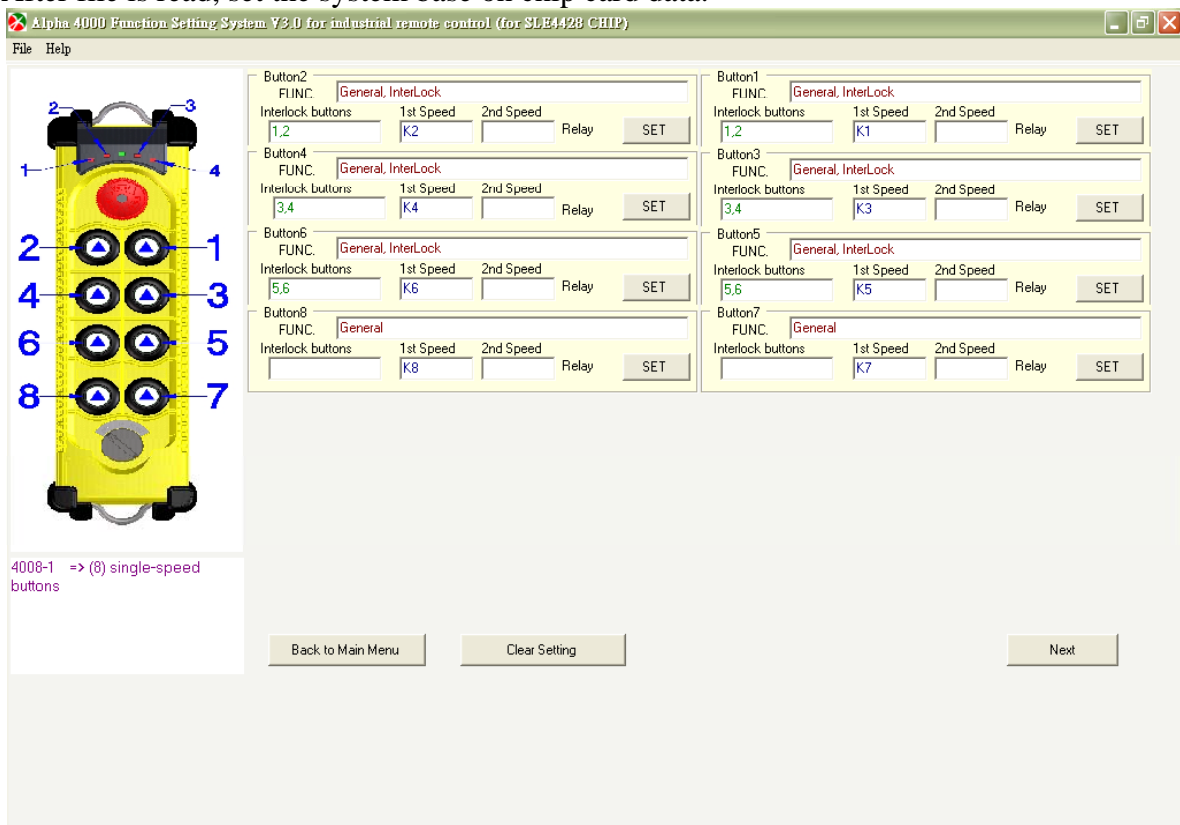 After file is read, set the system base on chip card data.
Alpha 4000 Function Setting System V3.0 for industrial remote control (for SLE4428 CHIP)
File Help
2 3
1 4
2 1
4 3
6 5
8 7
4008-1 => (8) single-speed
buttons
Button2
FUNC. General, InterLock
Interlock buttons 1st Speed 2nd Speed
1,2 K2 Relay SET
Button1
FUNC. General, InterLock
Interlock buttons 1st Speed 2nd Speed
1,2 K1 Relay SET
Button4
FUNC. General, InterLock
Interlock buttons 1st Speed 2nd Speed
3,4 K4 Relay SET
Button3
FUNC. General, InterLock
Interlock buttons 1st Speed 2nd Speed
3,4 K3 Relay SET
Button6
FUNC. General, InterLock
Interlock buttons 1st Speed 2nd Speed
5,6 K6 Relay SET
Button5
FUNC. General, InterLock
Interlock buttons 1st Speed 2nd Speed
5,6 K5 Relay SET
Button8
FUNC. General
Interlock buttons 1st Speed 2nd Speed
K8 Relay SET
Button7
FUNC. General
Interlock buttons 1st Speed 2nd Speed
K7 Relay SET
Back to Main Menu Clear Setting Next